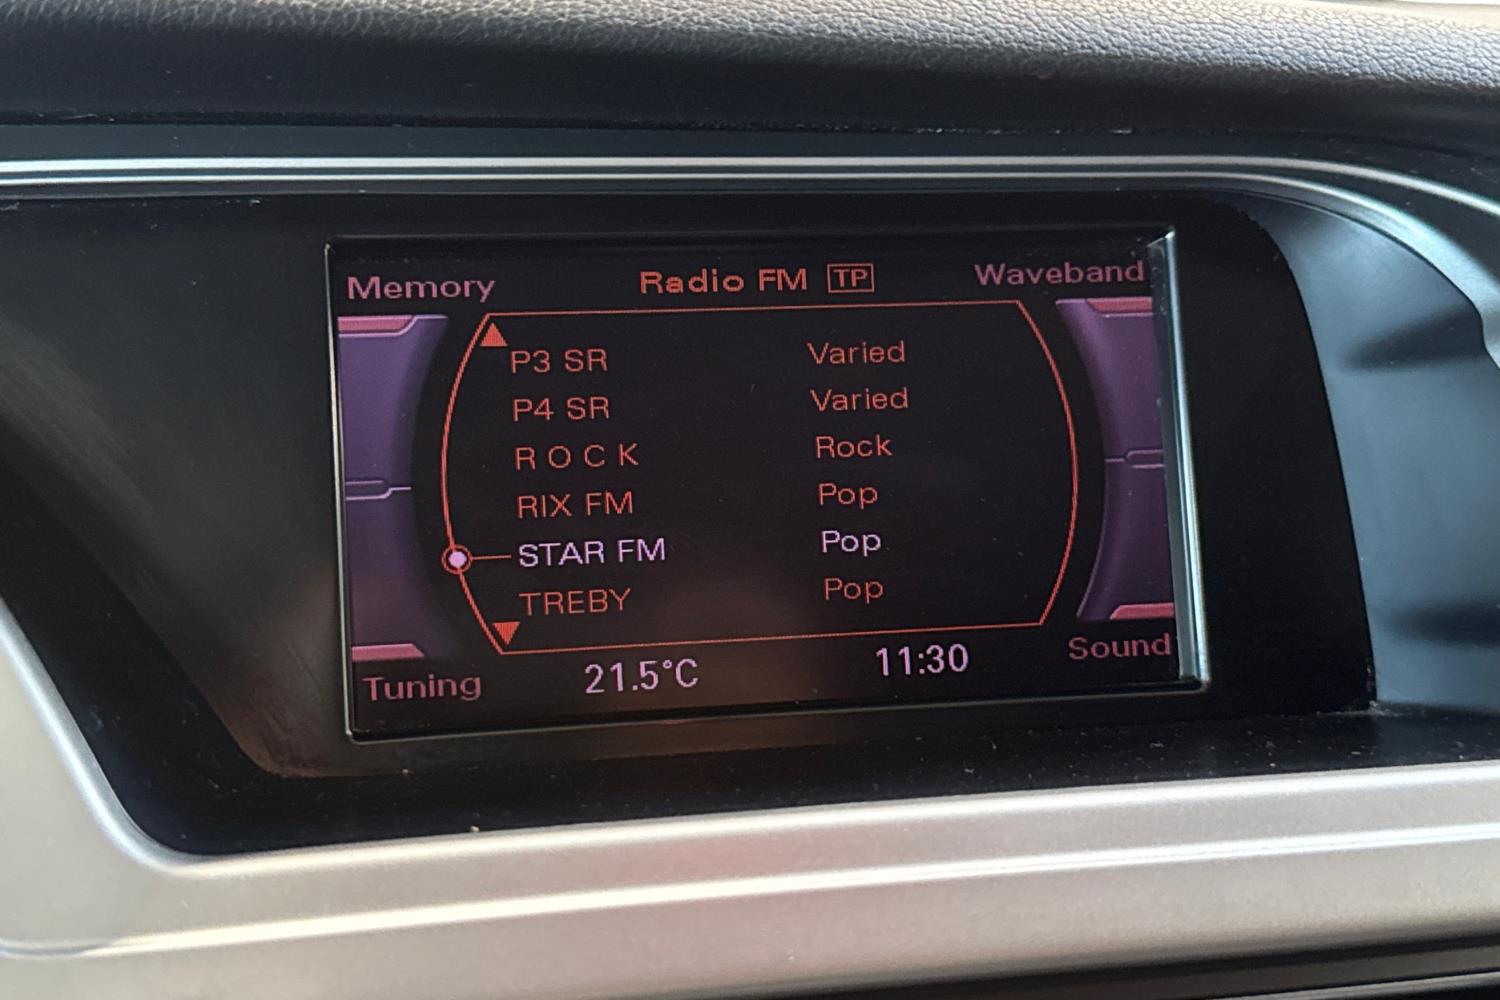 Memory Radio FM TP Waveband
P3 SR Varied
P4 SR Varied
R O C K Rock
RIX FM Pop
STAR FM Pop
TREBY Pop
Tuning 21.5°C 11:30 Sound